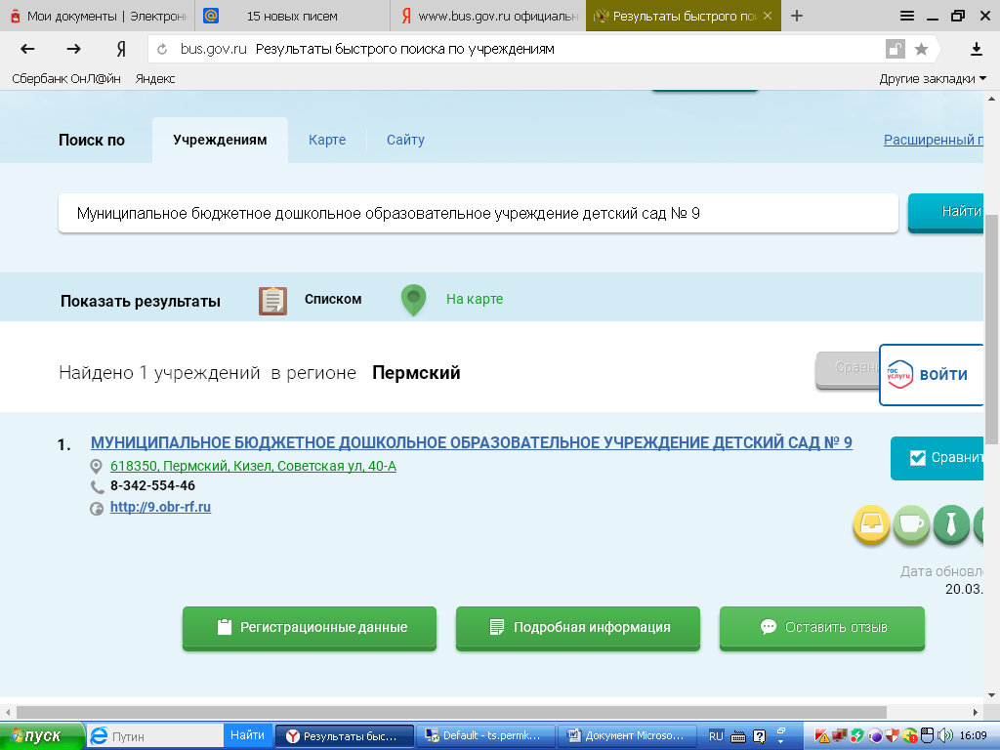 Мои документы | Электрон
15 новых писем
www.bus.gov.ru официальн
Результаты быстрого пои
bus.gov.ru Результаты быстрого поиска по учреждениям
Сбербанк ОнЛ@йн Яндекс
Другие закладки
Поиск по Учреждениям Карте Сайту
Расширенный п
Муниципальное бюджетное дошкольное образовательное учреждение детский сад № 9
Найти
Показать результаты Списком На карте
Найдено 1 учреждений в регионе Пермский
Сравни
гос услуги ВОЙТИ
1. МУНИЦИПАЛЬНОЕ БЮДЖЕТНОЕ ДОШКОЛЬНОЕ ОБРАЗОВАТЕЛЬНОЕ УЧРЕЖДЕНИЕ ДЕТСКИЙ САД № 9
618350, Пермский, Кизел, Советская ул, 40-А
Сравнит
8-342-554-46
http://9.obr-rf.ru
Дата обновл
20.03.
Регистрационные данные Подробная информация Оставить отзыв
пуск Путин Найти Результаты быс... Default - ts.permk... Документ Microso... RU 16:09